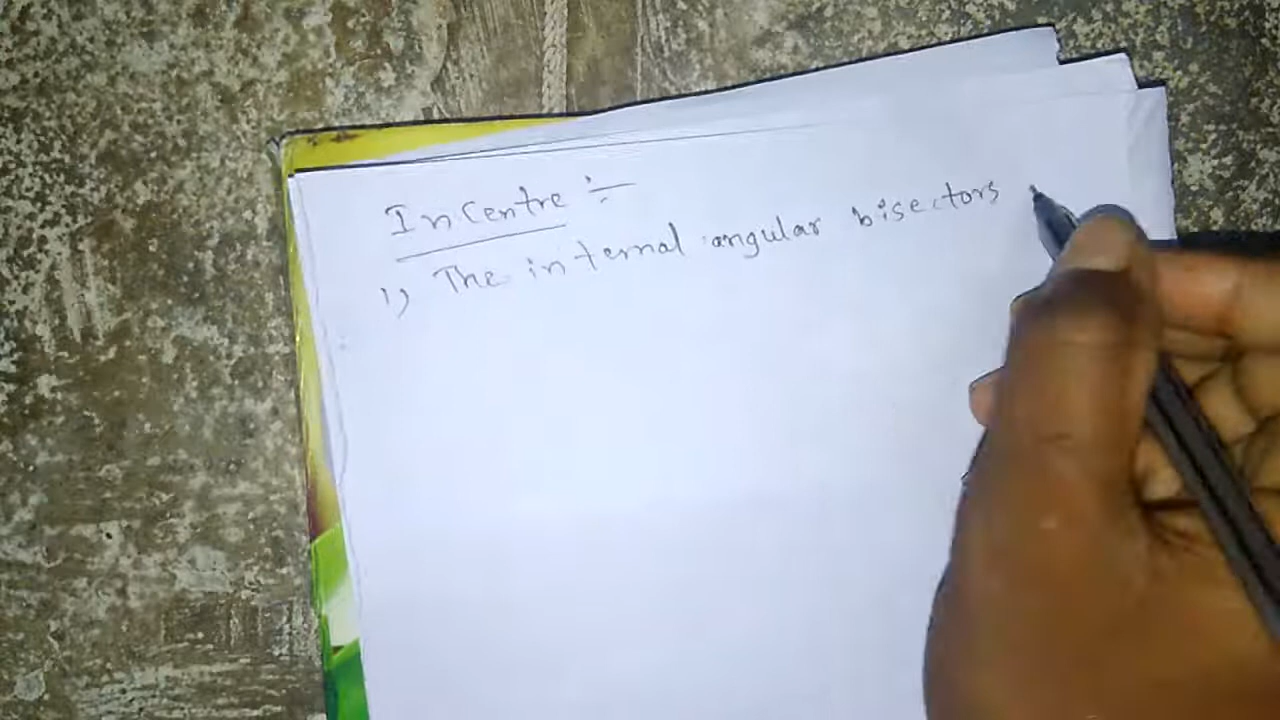 InCentre :-
1) The internal angular bisectors